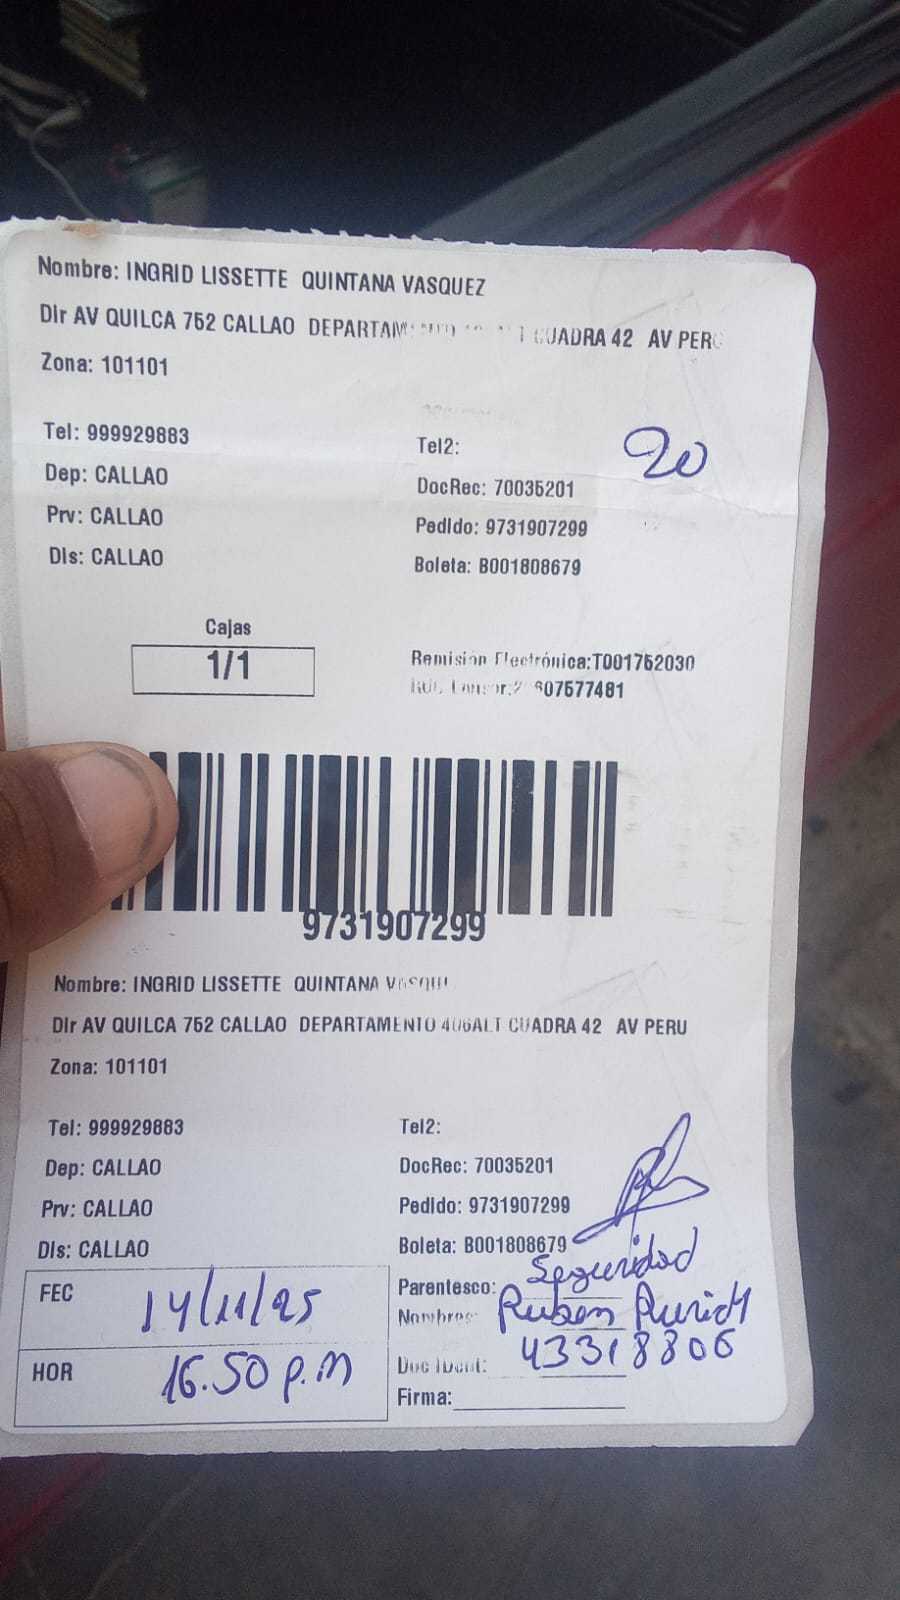 Nombre: INGRID LISSETTE QUINTANA VASQUEZ
Dir AV QUILCA 752 CALLAO CUADRA 42 AV PERU
Zona: 101101
Tel: 999929883
Tel2:
20
Dep: CALLAO
DocRec: 70035201
Prv: CALLAO
Pedido: 9731907299
Dis: CALLAO
Boleta: B001808679
Cajas
1/1
Remisión Electrónica:T001752030
9731907299
Nombre: INGRID LISSETTE QUINTANA
Dir AV QUILCA 752 CALLAO DEPARTAMENTO 406ALT CUADRA 42 AV PERU
Zona: 101101
Tel: 999929883
Tel2:
Dep: CALLAO
DocRec: 70035201
Prv: CALLAO
Pedido: 9731907299
Dis: CALLAO
Boleta: B001808679
FEC 14/11/25
Parentesco: Seguridad
Nombres: Ruben
HOR 16.50 p.m
Doc Ident: 43318806
Firma: